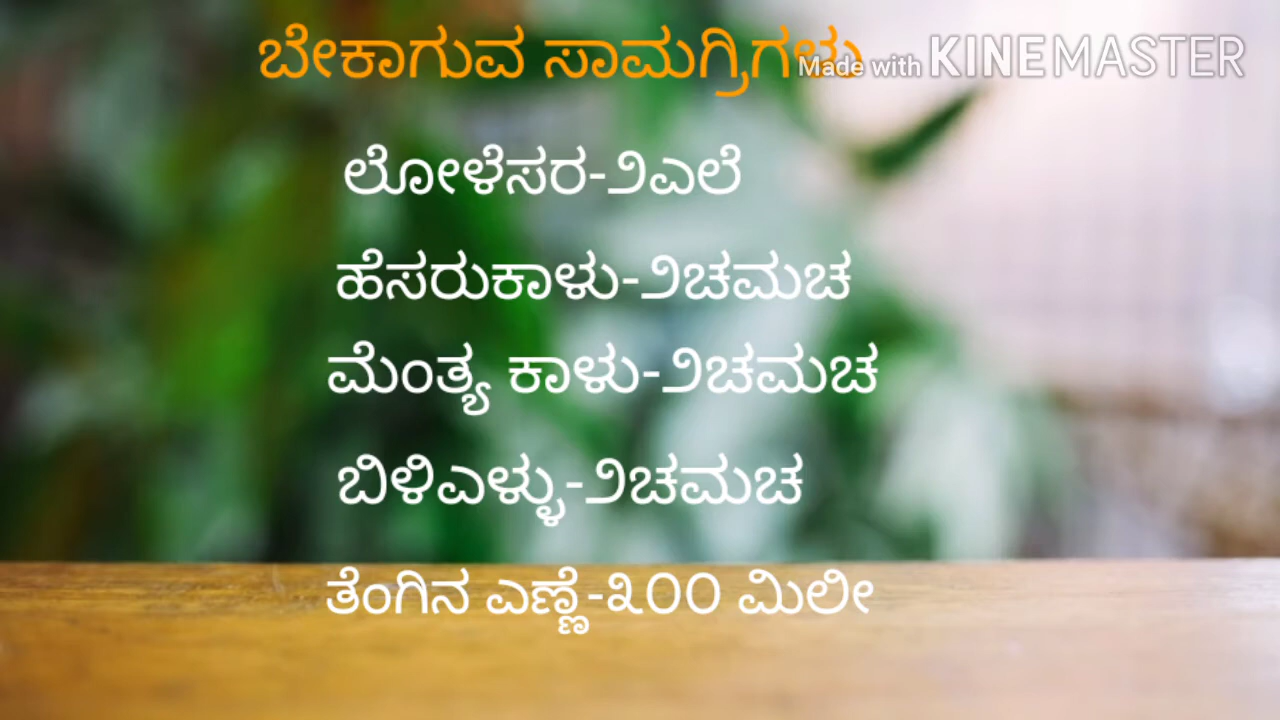 ಬೇಕಾಗುವ ಸಾಮಗ್ರಿಗಳು
Made with KINEMASTER
ಲೋಳೆಸರ-೨ಎಲೆ
ಹೆಸರುಕಾಳು-೨ಚಮಚ
ಮೆಂತ್ಯ ಕಾಳು-೨ಚಮಚ
ಬಿಳಿಎಳ್ಳು-೨ಚಮಚ
ತೆಂಗಿನ ಎಣ್ಣೆ-೩೦೦ ಮಿಲೀ